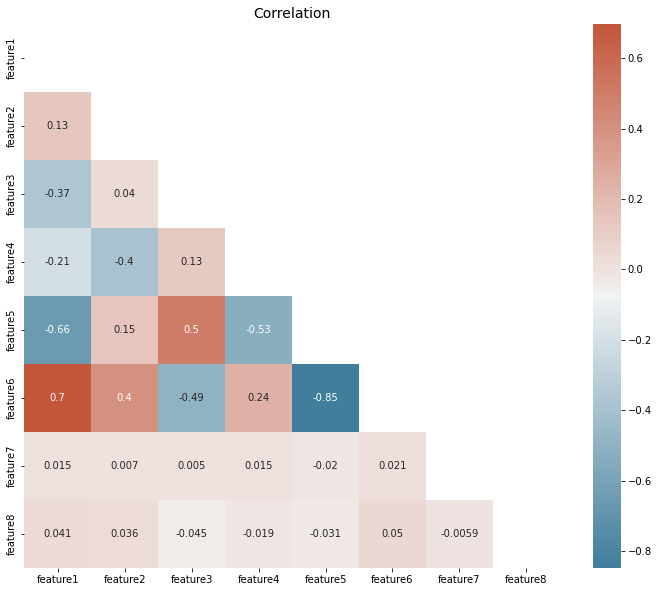 Correlation
feature1
feature2 0.13
feature3 -0.37 0.04
feature4 -0.21 -0.4 0.13
feature5 -0.66 0.15 0.5 -0.53
feature6 0.7 0.4 -0.49 0.24 -0.85
feature7 0.015 0.007 0.005 0.015 -0.02 0.021
feature8 0.041 0.036 -0.045 -0.019 -0.031 0.05 -0.0059
feature1 feature2 feature3 feature4 feature5 feature6 feature7 feature8
0.6
0.4
0.2
0.0
−0.2
−0.4
−0.6
−0.8